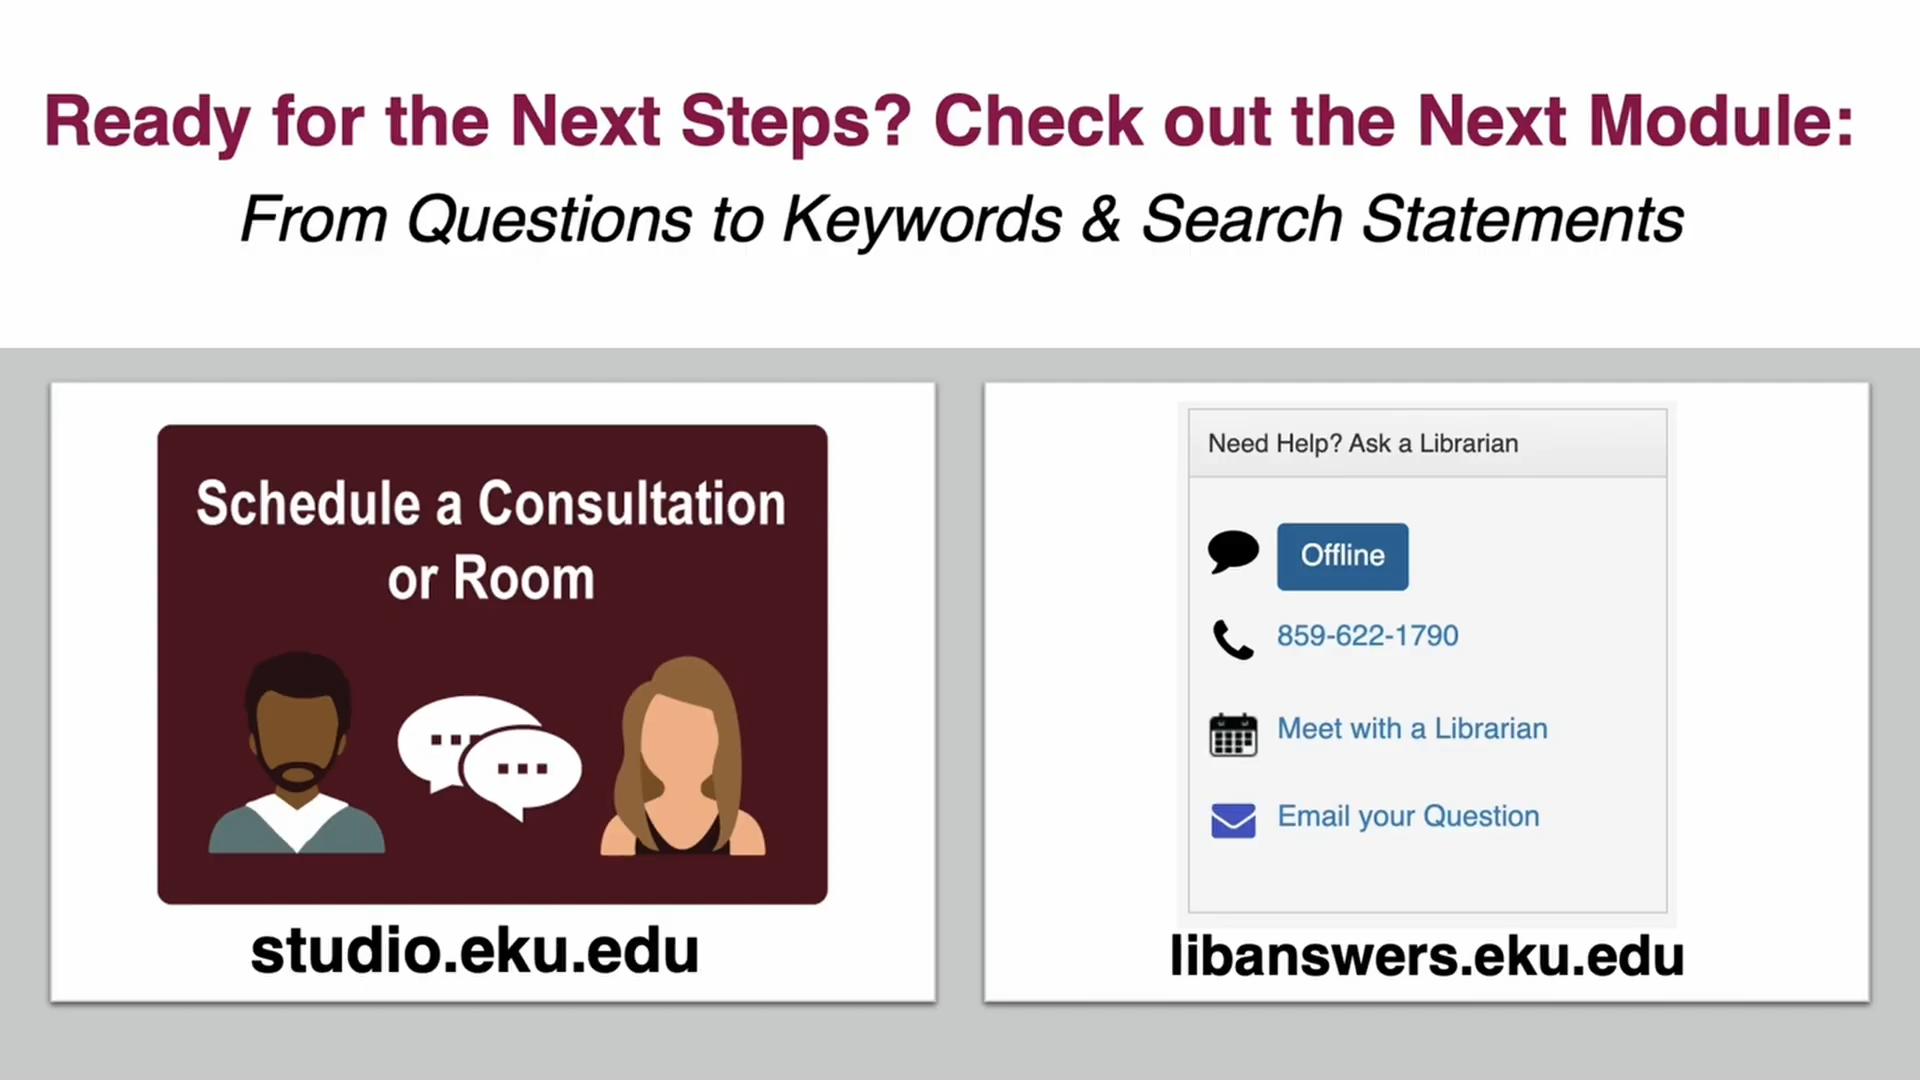 Ready for the Next Steps? Check out the Next Module:
From Questions to Keywords & Search Statements
Schedule a Consultation
or Room
studio.eku.edu
Need Help? Ask a Librarian
Offline
859-622-1790
Meet with a Librarian
Email your Question
libanswers.eku.edu